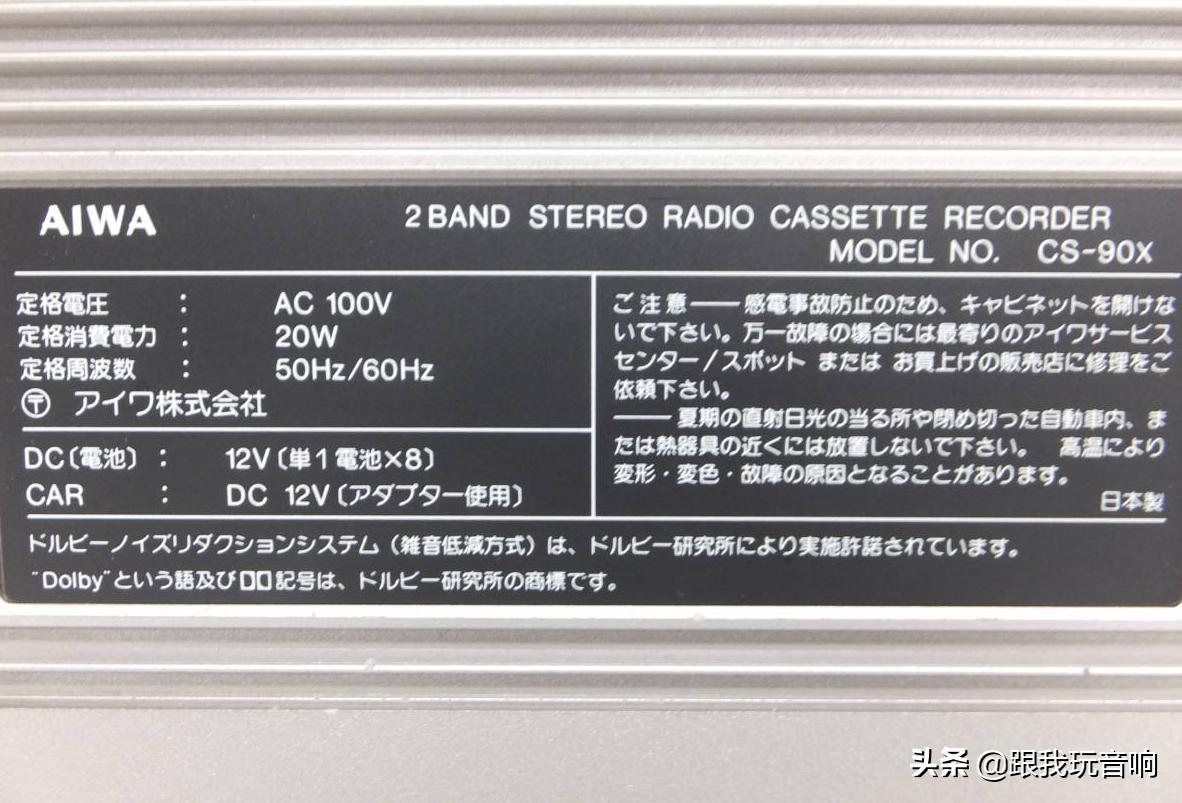 AIWA
2 BAND STEREO RADIO CASSETTE RECORDER
MODEL NO. CS-90X
定格電圧 : AC 100V
定格消費電力 : 20W
定格周波数 : 50Hz/60Hz
〶 アイワ株式会社
DC(電池) : 12V(単1電池×8)
CAR : DC 12V(アダプター使用)
ご注意――感電事故防止のため、キャビネットを開けな
いで下さい。万一故障の場合には最寄りのアイワサービス
センター/スポット または お買上げの販売店に修理をご
依頼下さい。
――夏期の直射日光の当る所や閉め切った自動車内、ま
たは熱器具の近くには放置しないで下さい。 高温により
変形・変色・故障の原因となることがあります。
日本製
ドルビーノイズリダクションシステム(雑音低減方式)は、ドルビー研究所により実施許諾されています。
"Dolby"という語及び記号は、ドルビー研究所の商標です。
头条 @跟我玩音响